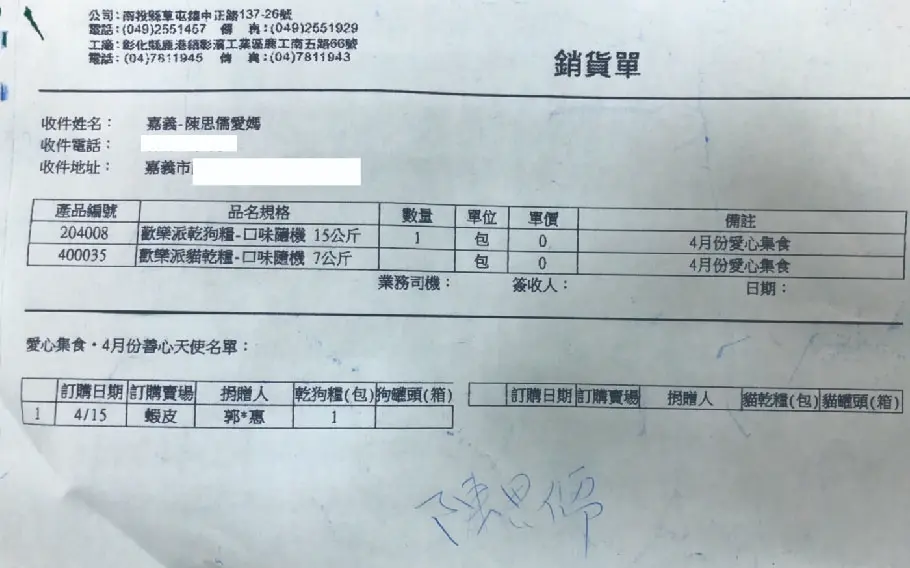 公司：南投縣草屯鎮中正路137-26號
電話：(049)2551457 傳 真：(049)2551929
工廠：彰化縣鹿港鎮彰濱工業區鹿工南五路66號
電話：(04)7811945 傳 真：(04)7811943
銷貨單
收件姓名： 嘉義-陳思儒愛媽
收件電話：
收件地址： 嘉義市
產品編號 品名規格 數量 單位 單價 備註
204008 歡樂派乾狗糧-口味隨機 15公斤 1 包 0 4月份愛心集食
400035 歡樂派貓乾糧-口味隨機 7公斤 包 0 4月份愛心集食
業務司機： 簽收人： 日期：
愛心集食・4月份善心天使名單：
訂購日期 訂購賣場 捐贈人 乾狗糧(包) 狗罐頭(箱) 訂購日期 訂購賣場 捐贈人 貓乾糧(包) 貓罐頭(箱)
1 4/15 蝦皮 郭*惠 1
陳思儒